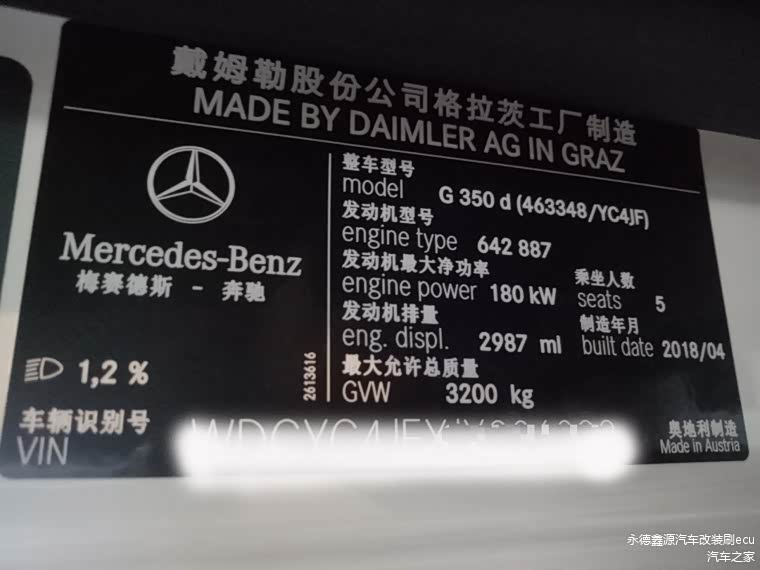 戴姆勒股份公司格拉茨工厂制造
MADE BY DAIMLER AG IN GRAZ
Mercedes-Benz
梅赛德斯 - 奔驰
整车型号
model G 350 d (463348/YC4JF)
发动机型号
engine type 642 887
发动机最大净功率
engine power 180 kW
乘坐人数
seats 5
发动机排量
eng. displ. 2987 ml
制造年月
built date 2018/04
最大允许总质量
GVW 3200 kg
1,2 %
2613616
车辆识别号
VIN
奥地利制造
Made in Austria
永德鑫源汽车改装刷ecu
汽车之家